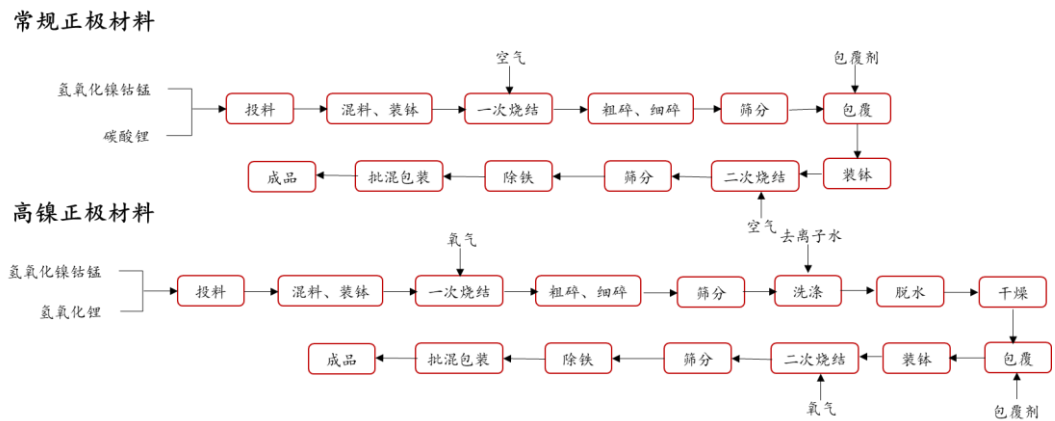 常规正极材料
空气
包覆剂
氢氧化镍钴锰
碳酸锂
投料
混料、装钵
一次烧结
粗碎、细碎
筛分
包覆
成品
批混包装
除铁
筛分
二次烧结
装钵
空气
高镍正极材料
氧气
去离子水
氢氧化镍钴锰
氢氧化锂
投料
混料、装钵
一次烧结
粗碎、细碎
筛分
洗涤
脱水
干燥
成品
批混包装
除铁
筛分
二次烧结
装钵
包覆
氧气
包覆剂